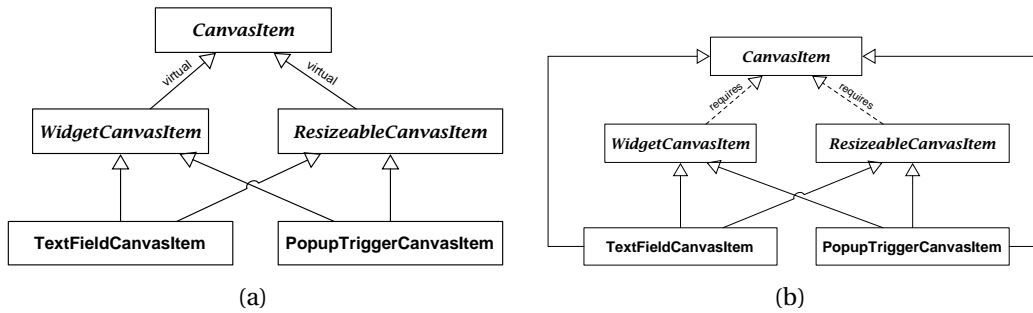 CanvasItem
virtual
virtual
WidgetCanvasItem
ResizeableCanvasItem
TextFieldCanvasItem
PopupTriggerCanvasItem
(a)
CanvasItem
requires
requires
WidgetCanvasItem
ResizeableCanvasItem
TextFieldCanvasItem
PopupTriggerCanvasItem
(b)